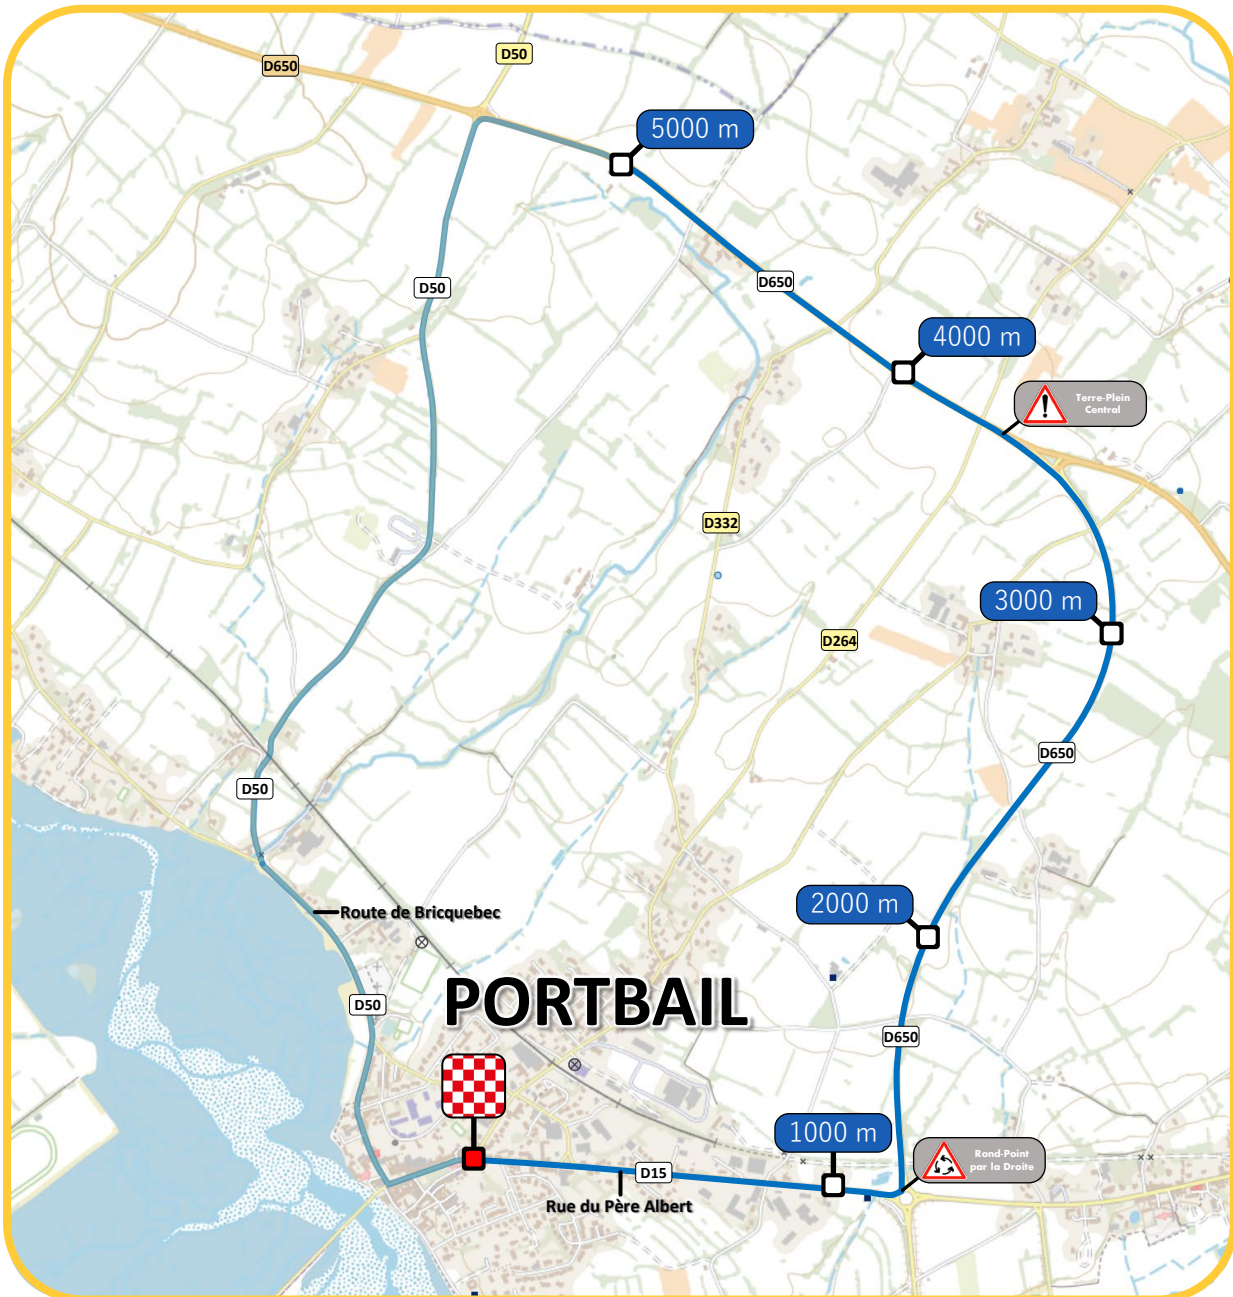 D50
D650
5000 m
D50
D650
4000 m
Terre-Plein
Central
D332
3000 m
D264
D650
D50
2000 m
Route de Bricquebec
PORTBAIL
D50
D650
1000 m
Rond-Point
par la Droite
D15
Rue du Père Albert